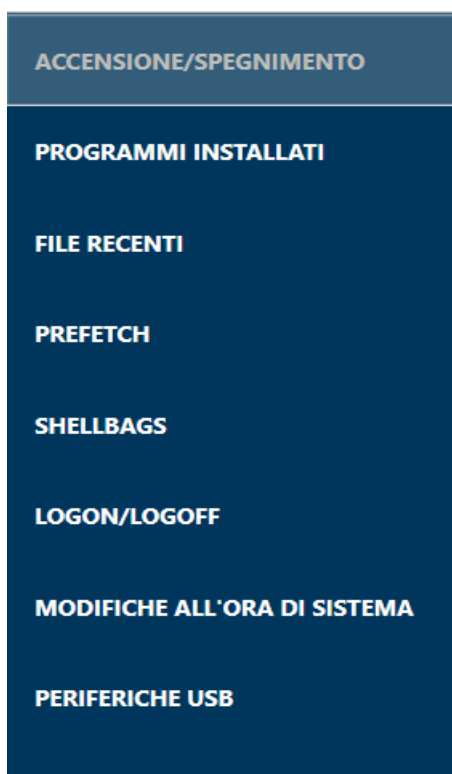 ACCENSIONE/SPEGNIMENTO
PROGRAMMI INSTALLATI
FILE RECENTI
PREFETCH
SHELLBAGS
LOGON/LOGOFF
MODIFICHE ALL'ORA DI SISTEMA
PERIFERICHE USB